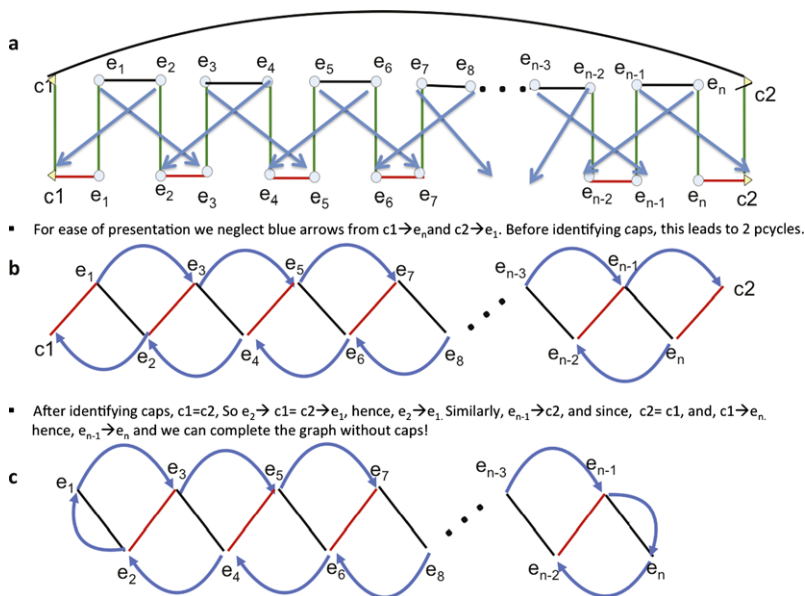 a
c1 e1 e2 e3 e4 e5 e6 e7 e8 en-3 en-2 en-1 en c2
c1 e1 e2 e3 e4 e5 e6 e7 en-2 en-1 en c2
▪ For ease of presentation we neglect blue arrows from c1→en and c2→e1. Before identifying caps, this leads to 2 pcycles.
b
e1 e3 e5 e7 en-3 en-1 c2
c1 e2 e4 e6 e8 en-2 en
▪ After identifying caps, c1=c2, So e2→ c1= c2→e1, hence, e2→e1. Similarly, en-1→c2, and since, c2= c1, and, c1→en.
hence, en-1→en and we can complete the graph without caps!
c
e1 e3 e5 e7 en-3 en-1
e2 e4 e6 e8 en-2 en